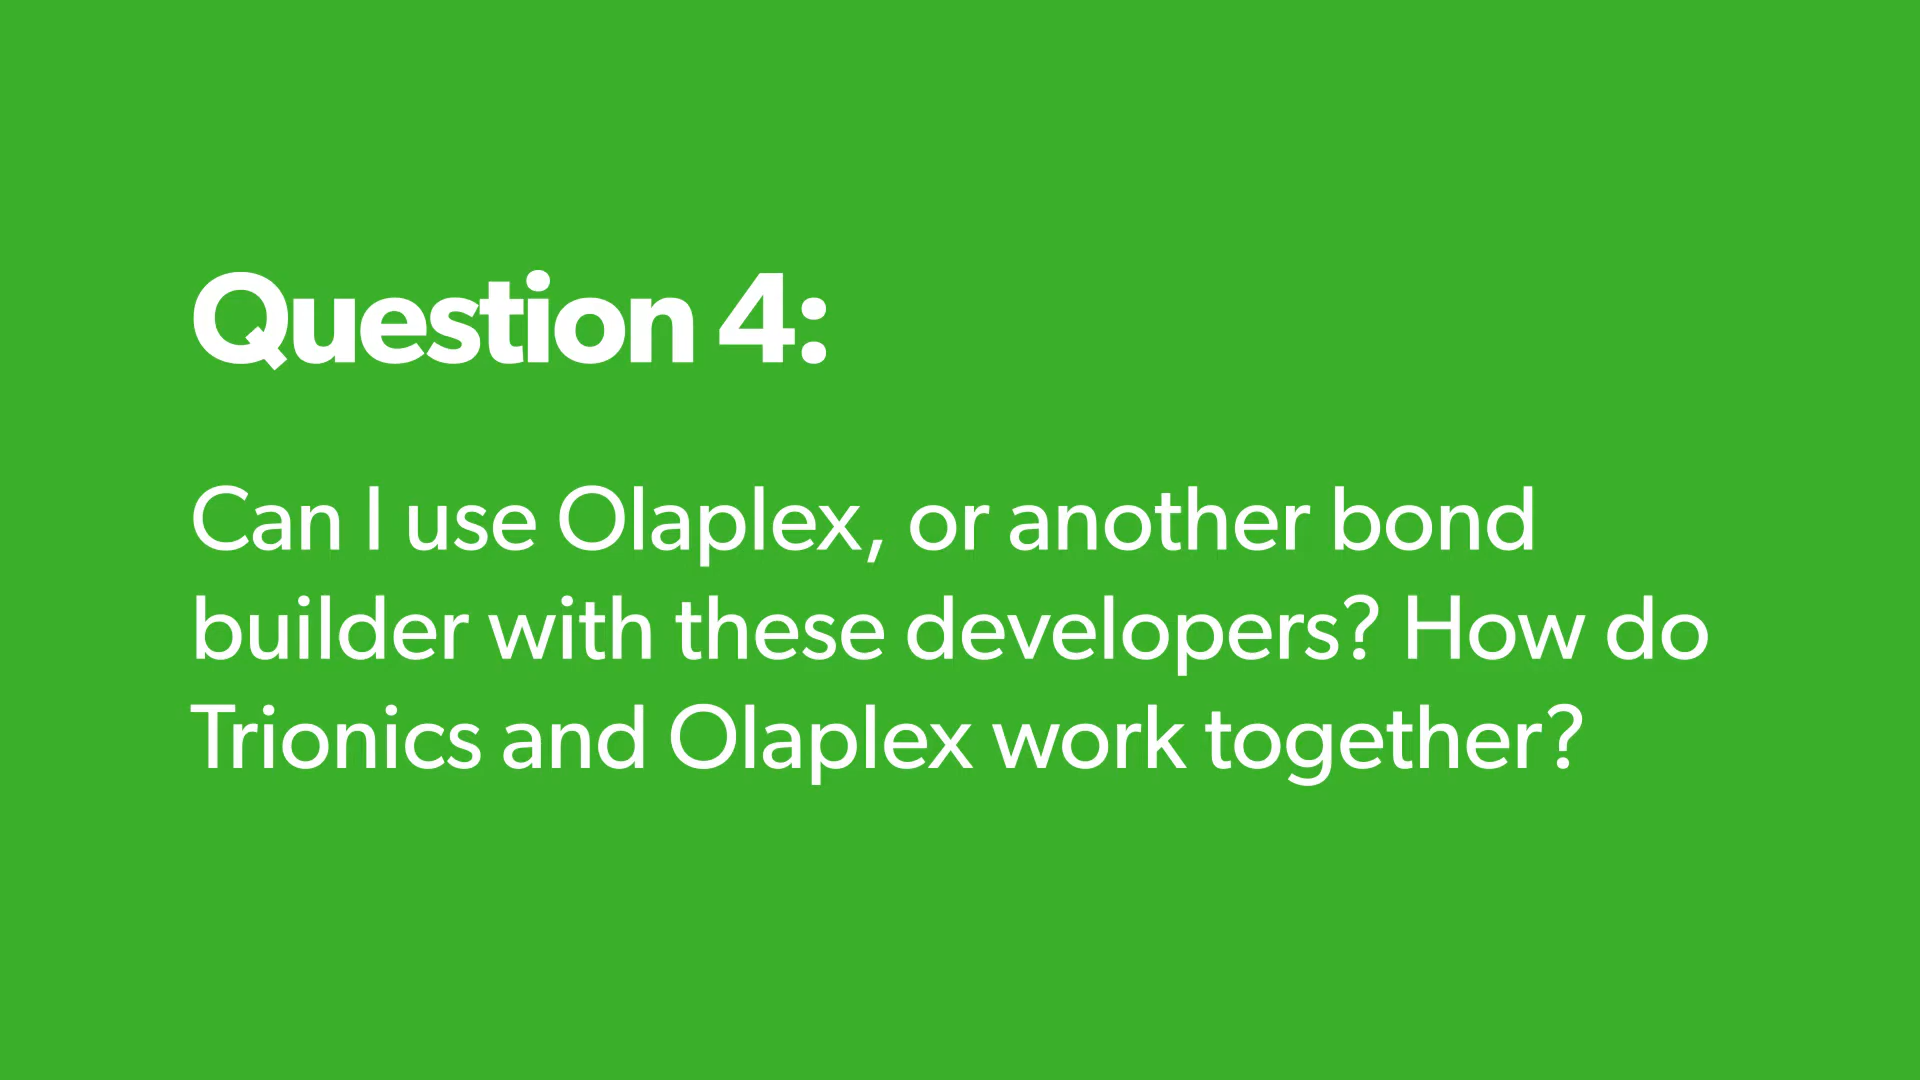 Question 4:
Can I use Olaplex, or another bond
builder with these developers? How do
Trionics and Olaplex work together?